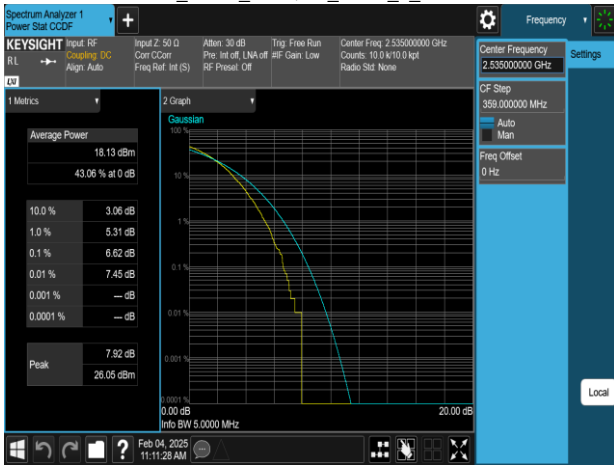 Spectrum Analyzer 1
Power Stat CCDF
Frequency
KEYSIGHT
RL
LXI
Input: RF
Coupling: DC
Align: Auto
Input Z: 50 Ω
Corr CCorr
Freq Ref: Int (S)
Atten: 30 dB
Pre: Int off, LNA off
RF Presel: Off
Trig: Free Run
#IF Gain: Low
Center Freq: 2.535000000 GHz
Counts: 10.0 k/10.0 kpt
Radio Std: None
Center Frequency
2.535000000 GHz
Settings
CF Step
359.000000 MHz
Auto
Man
Freq Offset
0 Hz
Local
1 Metrics
Average Power
18.13 dBm
43.06 % at 0 dB
10.0 % 3.06 dB
1.0 % 5.31 dB
0.1 % 6.62 dB
0.01 % 7.45 dB
0.001 % --- dB
0.0001 % --- dB
Peak
7.92 dB
26.05 dBm
2 Graph
Gaussian
100 %
10 %
1 %
0.1 %
0.01 %
0.001 %
0.0001 %
0.00 dB 20.00 dB
Info BW 5.0000 MHz
?
Feb 04, 2025
11:11:28 AM